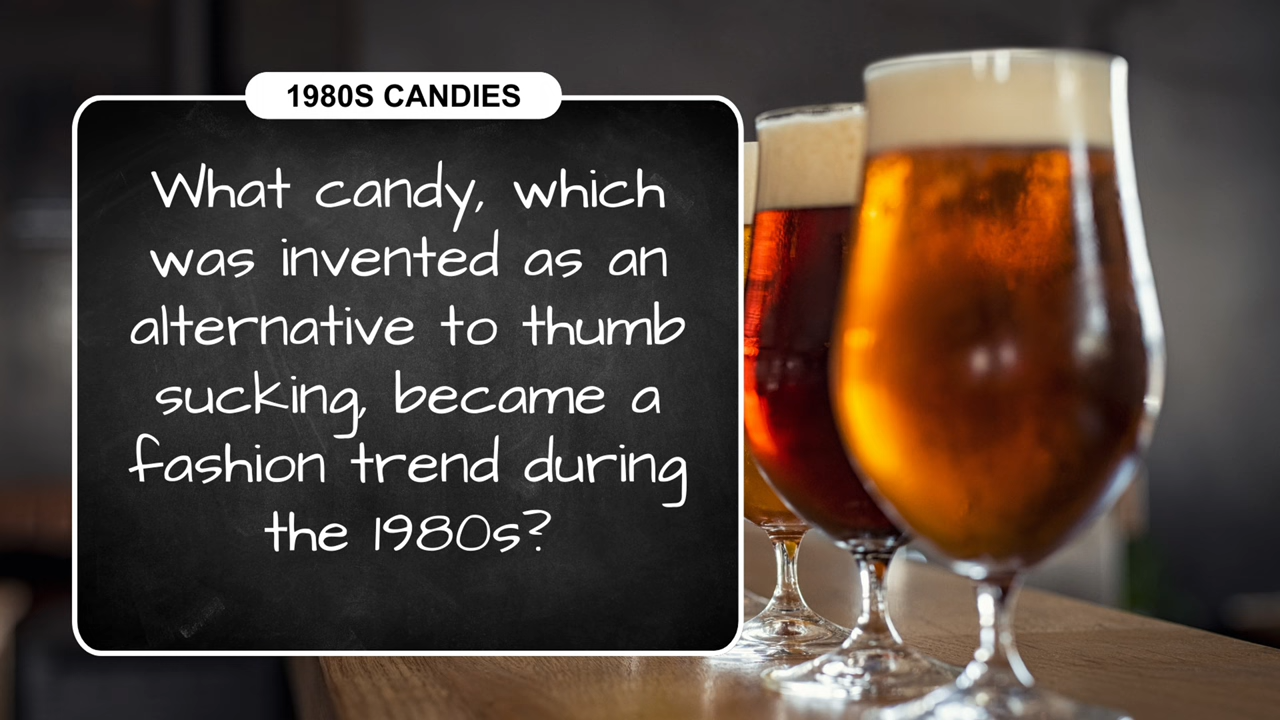 1980S CANDIES
What candy, which
was invented as an
alternative to thumb
sucking, became a
fashion trend during
the 1980s?